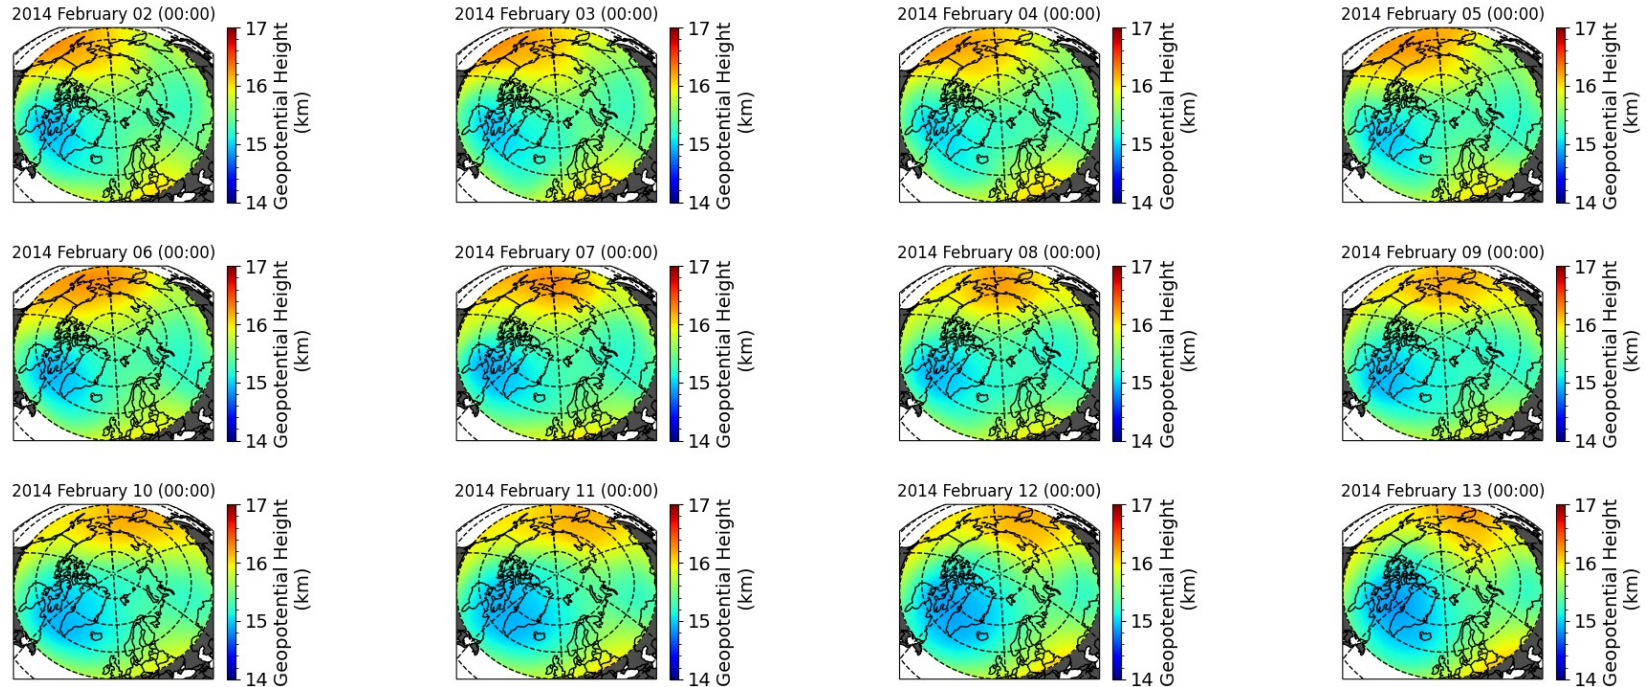 2014 February 02 (00:00)
17
16
15
14
Geopotential Height
(km)
2014 February 03 (00:00)
17
16
15
14
Geopotential Height
(km)
2014 February 04 (00:00)
17
16
15
14
Geopotential Height
(km)
2014 February 05 (00:00)
17
16
15
14
Geopotential Height
(km)
2014 February 06 (00:00)
17
16
15
14
Geopotential Height
(km)
2014 February 07 (00:00)
17
16
15
14
Geopotential Height
(km)
2014 February 08 (00:00)
17
16
15
14
Geopotential Height
(km)
2014 February 09 (00:00)
17
16
15
14
Geopotential Height
(km)
2014 February 10 (00:00)
17
16
15
14
Geopotential Height
(km)
2014 February 11 (00:00)
17
16
15
14
Geopotential Height
(km)
2014 February 12 (00:00)
17
16
15
14
Geopotential Height
(km)
2014 February 13 (00:00)
17
16
15
14
Geopotential Height
(km)